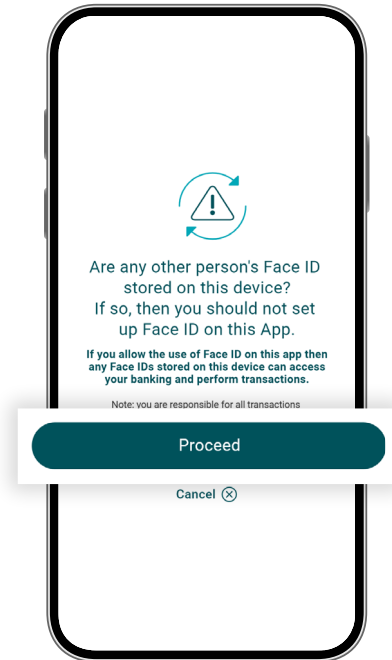 Are any other person's Face ID
stored on this device?
If so, then you should not set
up Face ID on this App.
If you allow the use of Face ID on this app then
any Face IDs stored on this device can access
your banking and perform transactions.
Note: you are responsible for all transactions
Proceed
Cancel